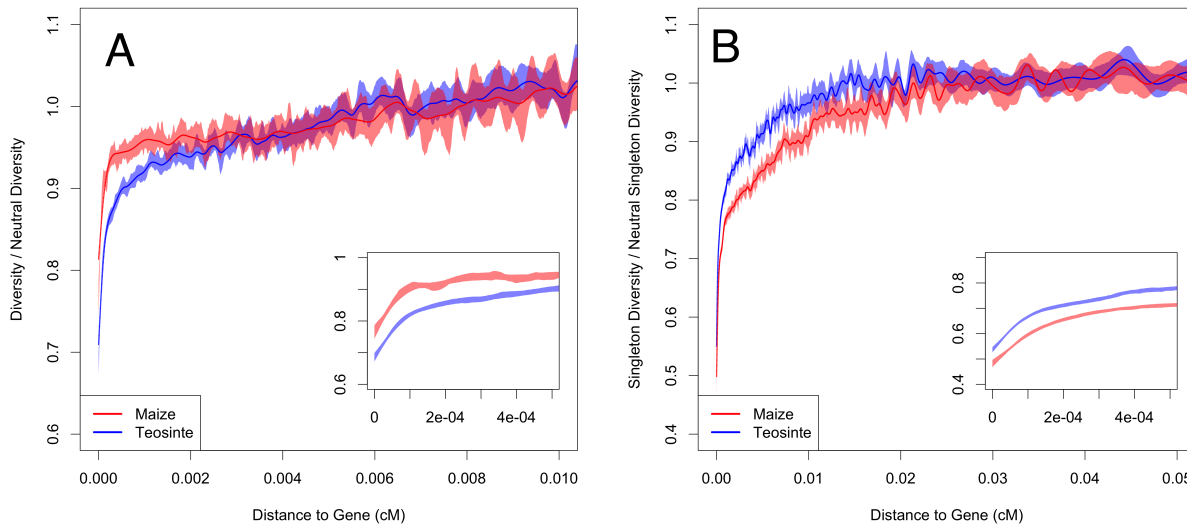 A
Diversity / Neutral Diversity
1.1
1.0
0.9
0.8
0.7
0.6
1
0.8
0.6
0 2e-04 4e-04
Maize
Teosinte
0.000 0.002 0.004 0.006 0.008 0.010
Distance to Gene (cM)
B
Singleton Diversity / Neutral Singleton Diversity
1.1
1.0
0.9
0.8
0.7
0.6
0.5
0.4
0.8
0.6
0.4
0 2e-04 4e-04
Maize
Teosinte
0.00 0.01 0.02 0.03 0.04 0.05
Distance to Gene (cM)